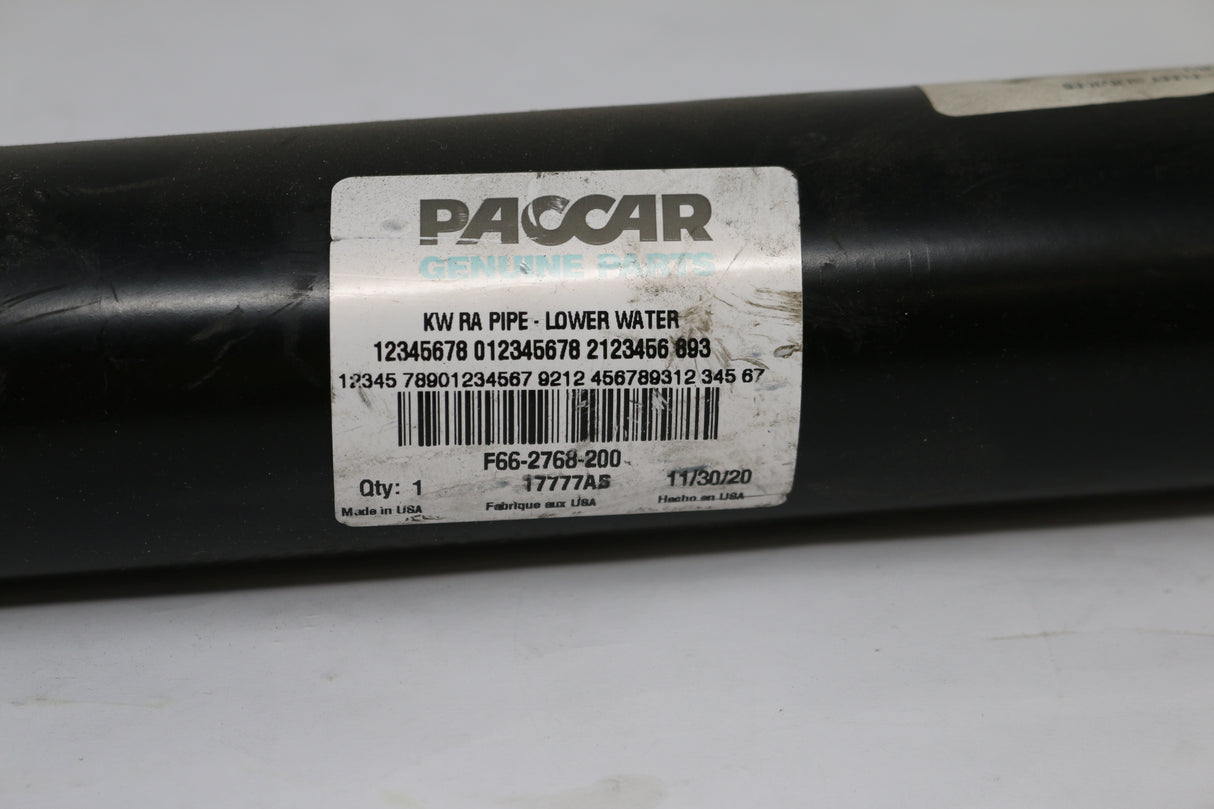 PACCAR
GENUINE PARTS
KW RA PIPE - LOWER WATER
12345678 012345678 2123456 893
12345 78901234567 9212 456789312 345 67
F66-2768-200
Qty: 1 17777AS 11/30/20
Made in USA Fabrique aux USA Hecho en USA